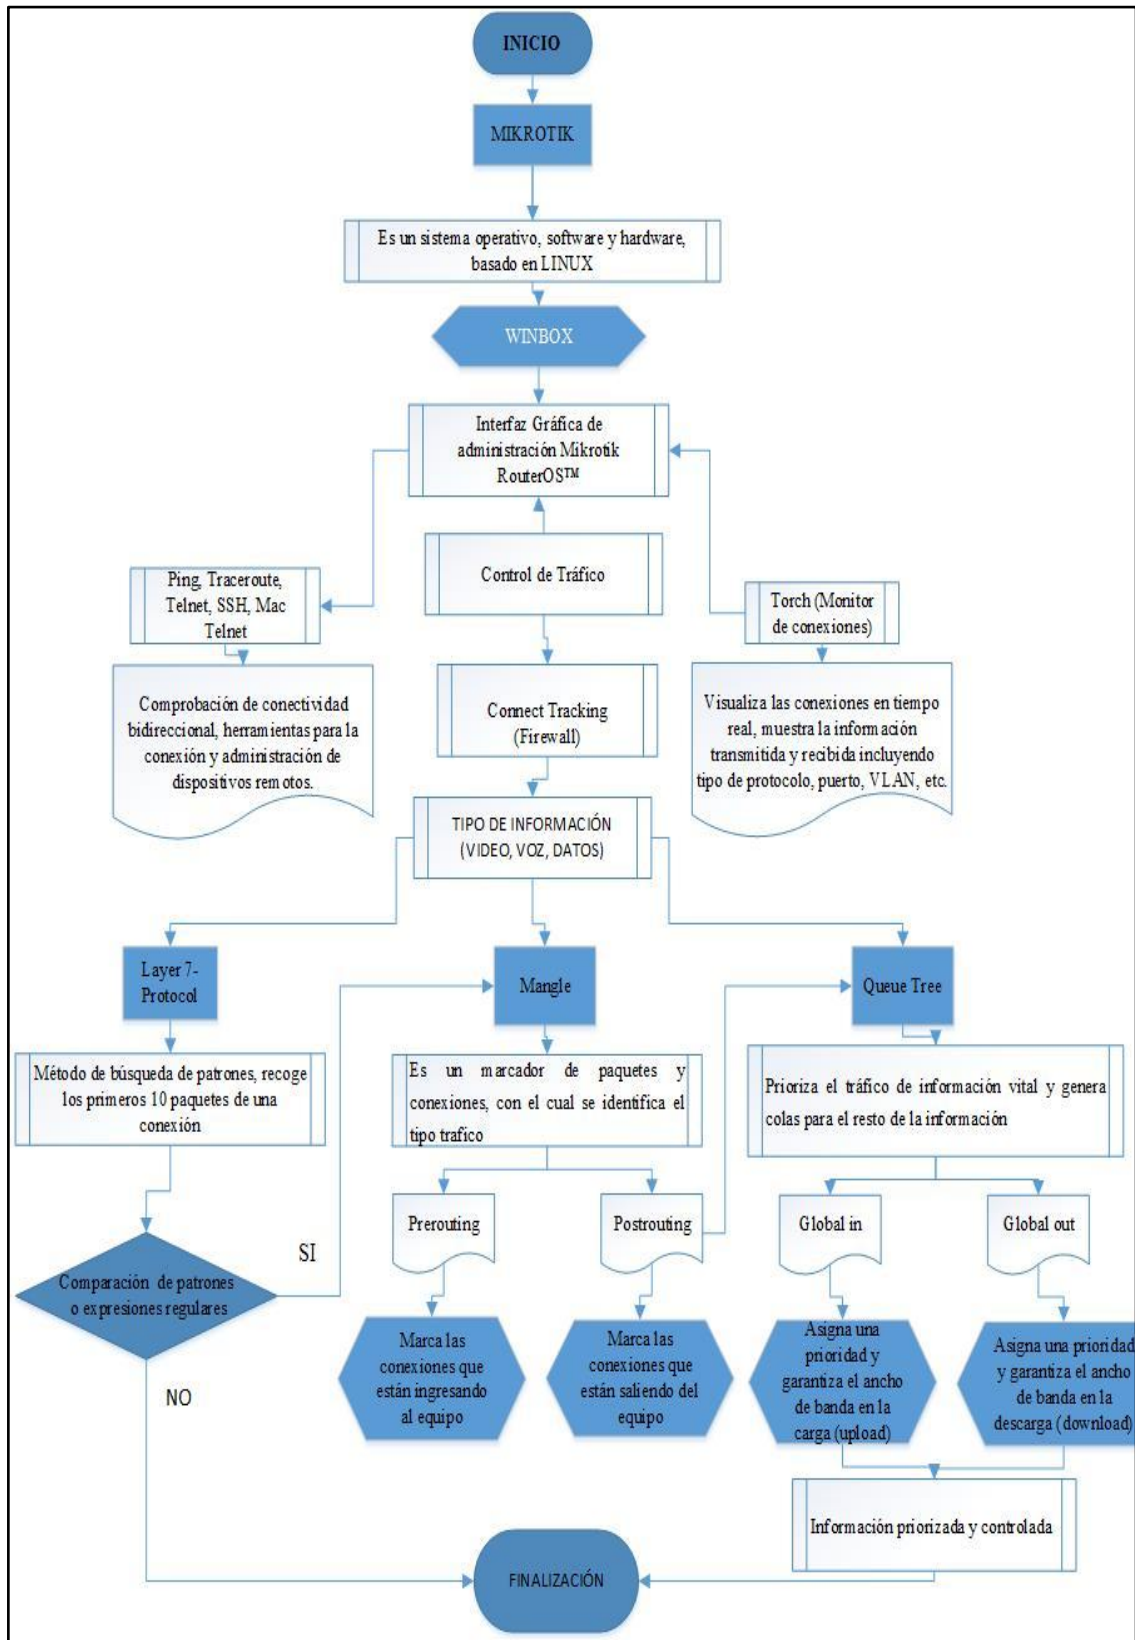 INICIO
MIKROTIK
Es un sistema operativo, software y hardware,
basado en LINUX
WINBOX
Interfaz Gráfica de
administración Mikrotik
RouterOS™
Control de Tráfico
Ping, Traceroute,
Telnet, SSH, Mac
Telnet
Torch (Monitor
de conexiones)
Comprobación de conectividad
bidireccional, herramientas para la
conexión y administración de
dispositivos remotos.
Connect Tracking
(Firewall)
Visualiza las conexiones en tiempo
real, muestra la información
transmitida y recibida incluyendo
tipo de protocolo, puerto, VLAN, etc.
TIPO DE INFORMACIÓN
(VIDEO, VOZ, DATOS)
Layer 7-
Protocol
Mangle
Queue Tree
Método de búsqueda de patrones, recoge
los primeros 10 paquetes de una
conexión
Es un marcador de paquetes y
conexiones, con el cual se identifica el
tipo trafíco
Prioriza el tráfico de información vital y genera
colas para el resto de la información
Prerouting
Postrouting
Global in
Global out
SI
Comparación de patrones
o expresiones regulares
NO
Marca las
conexiones que
están ingresando
al equipo
Marca las
conexiones que
están saliendo del
equipo
Asigna una
prioridad y
garantiza el ancho
de banda en la
carga (upload)
Asigna una prioridad
y garantiza el ancho
de banda en la
descarga (download)
Información priorizada y controlada
FINALIZACIÓN